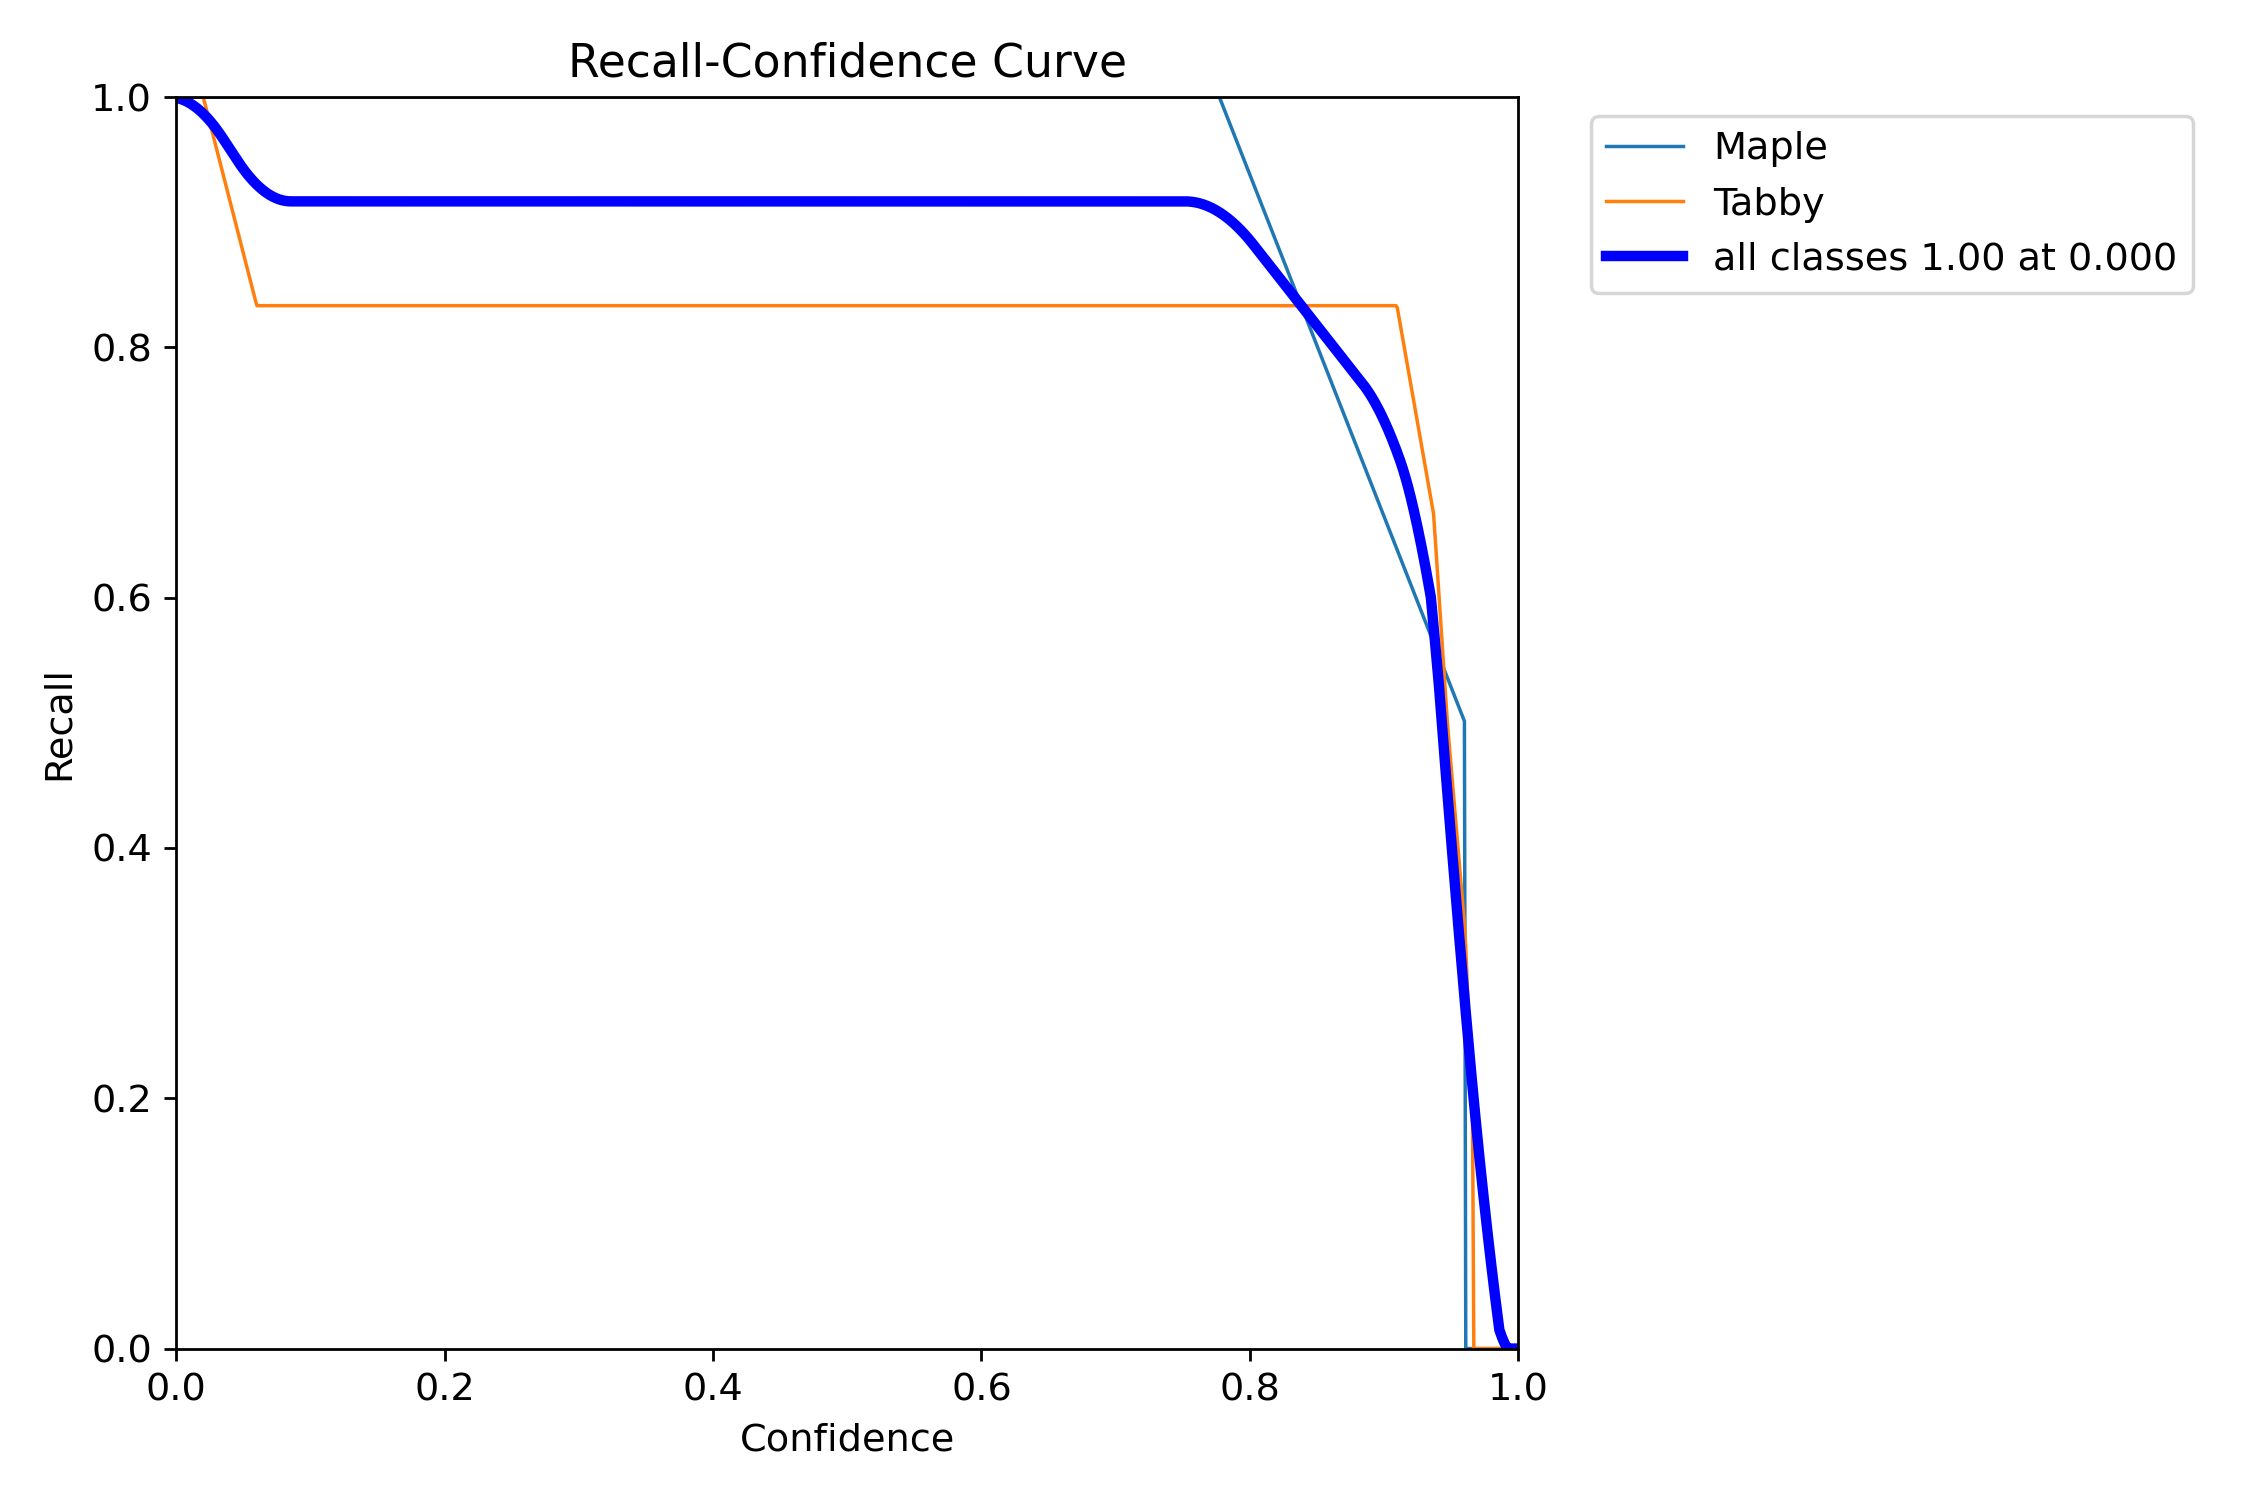 Recall-Confidence Curve
1.0
0.8
0.6
0.4
0.2
0.0
Recall
0.0 0.2 0.4 0.6 0.8 1.0
Confidence
Maple
Tabby
all classes 1.00 at 0.000